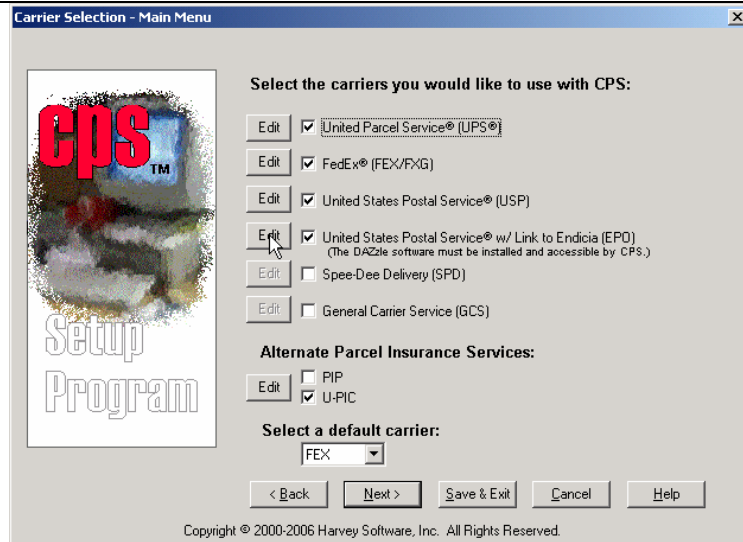 Carrier Selection - Main Menu
cps
TM
Setup
Program
Select the carriers you would like to use with CPS:
Edit United Parcel Service® (UPS®)
Edit FedEx® (FEX/FXG)
Edit United States Postal Service® (USP)
Edit United States Postal Service® w/ Link to Endicia (EPO)
(The DAZzle software must be installed and accessible by CPS.)
Edit Spee-Dee Delivery (SPD)
Edit General Carrier Service (GCS)
Alternate Parcel Insurance Services:
Edit PIP
U-PIC
Select a default carrier:
FEX
< Back Next > Save & Exit Cancel Help
Copyright © 2000-2006 Harvey Software, Inc. All Rights Reserved.